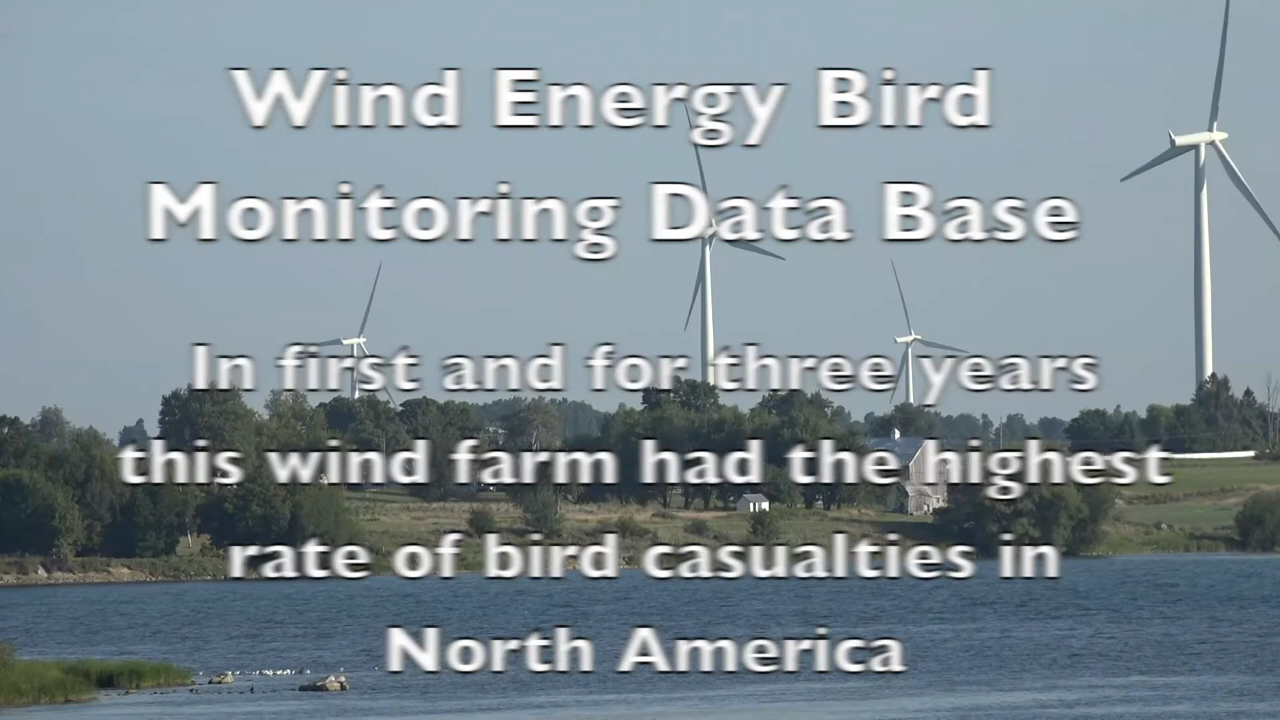 Wind Energy Bird
Monitoring Data Base
In first and for three years
this wind farm had the highest
rate of bird casualties in
North America